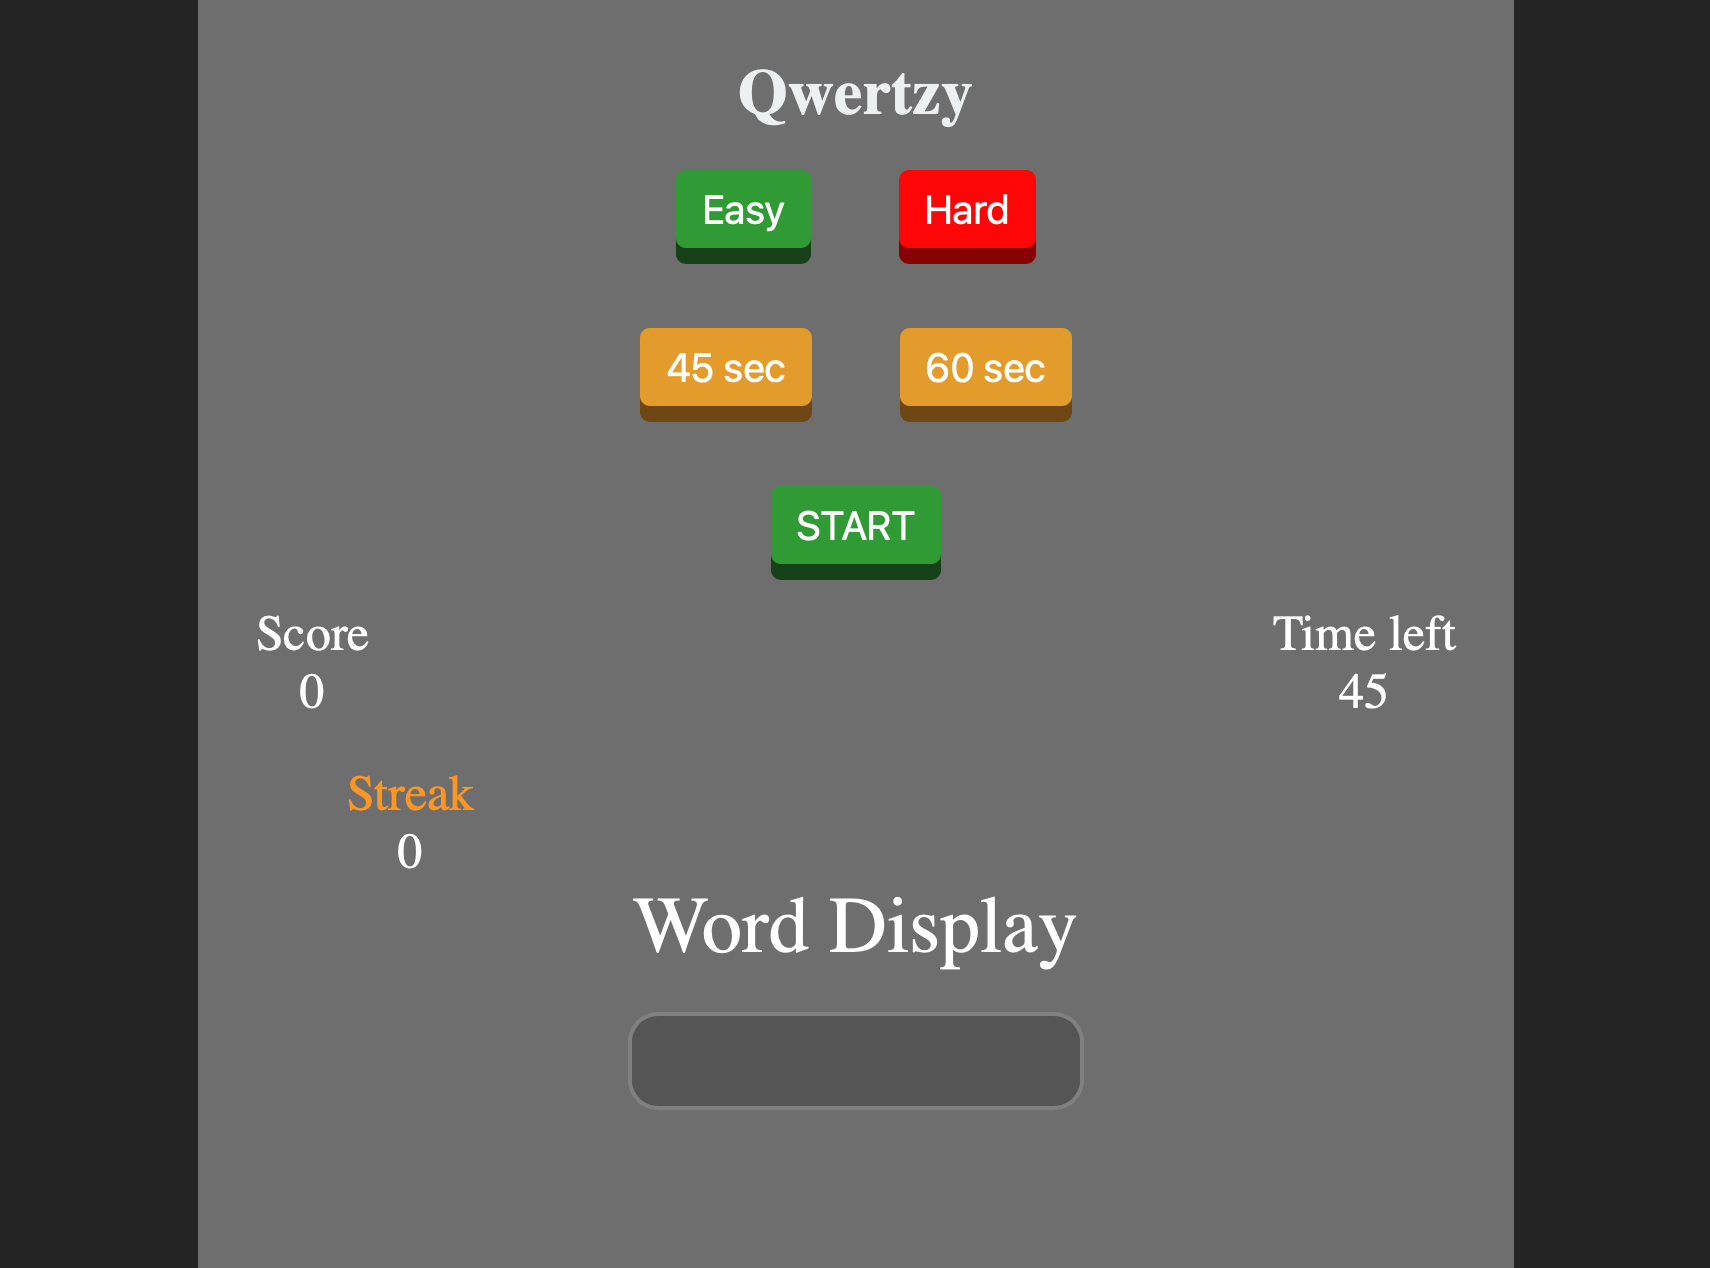 Qwertzy
Easy Hard
45 sec 60 sec
START
Score Time left
0 45
Streak
0
Word Display